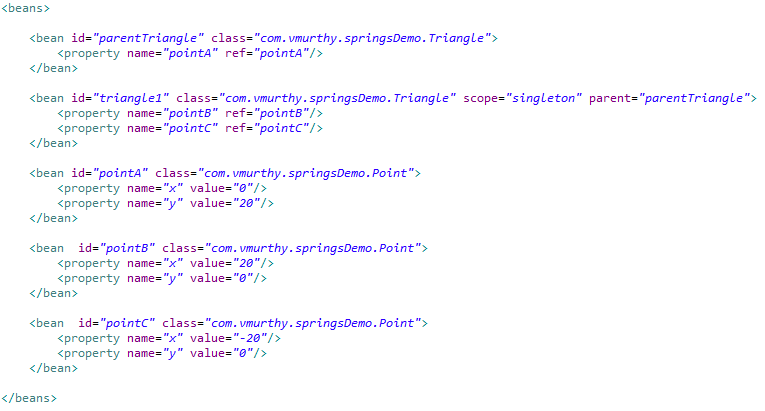 <beans>
<bean id="parentTriangle" class="com.vmurthy.springsDemo.Triangle">
<property name="pointA" ref="pointA"/>
</bean>
<bean id="triangle1" class="com.vmurthy.springsDemo.Triangle" scope="singleton" parent="parentTriangle">
<property name="pointB" ref="pointB"/>
<property name="pointC" ref="pointC"/>
</bean>
<bean id="pointA" class="com.vmurthy.springsDemo.Point">
<property name="x" value="0"/>
<property name="y" value="20"/>
</bean>
<bean  id="pointB" class="com.vmurthy.springsDemo.Point">
<property name="x" value="20"/>
<property name="y" value="0"/>
</bean>
<bean  id="pointC" class="com.vmurthy.springsDemo.Point">
<property name="x" value="-20"/>
<property name="y" value="0"/>
</bean>
</beans>